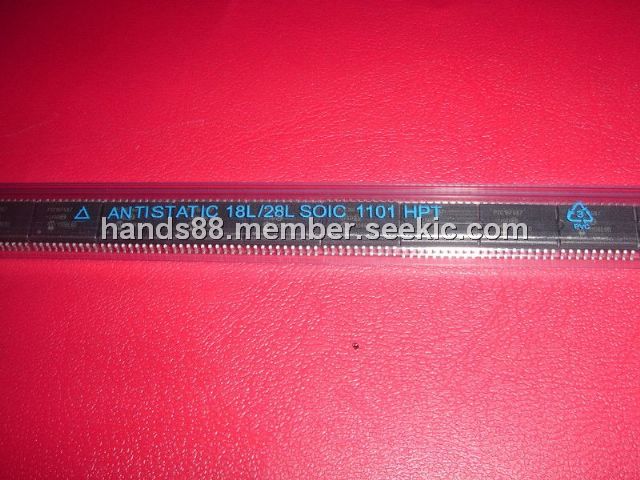 ANTISTATIC 18L/28L SOIC 1101 HPT
3
PVC
hands88.member.seekic.com